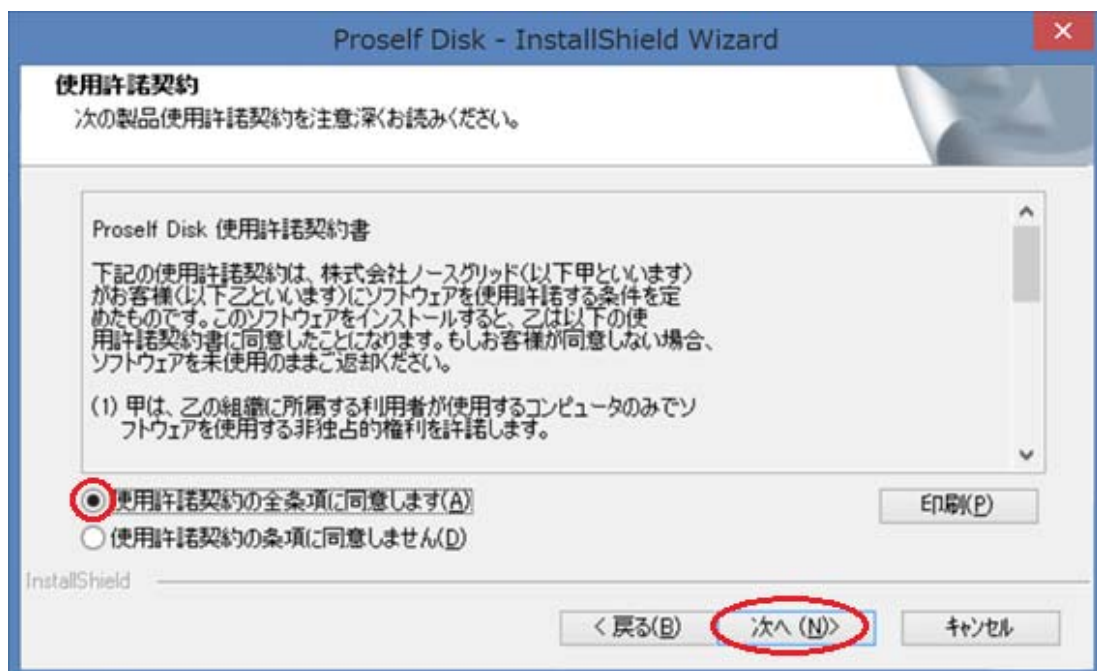 Proself Disk - InstallShield Wizard
使用許諾契約
次の製品使用許諾契約を注意深くお読みください。
Proself Disk 使用許諾契約書
下記の使用許諾契約は、株式会社ノースグリッド(以下甲といいます)
がお客様(以下乙といいます)にソフトウェアを使用許諾する条件を定
めたものです。このソフトウェアをインストールすると、乙は以下の使
用許諾契約書に同意したことになります。もしお客様が同意しない場合、
ソフトウェアを未使用のままご返却ください。
(1) 甲は、乙の組織に所属する利用者が使用するコンピュータのみでソ
フトウェアを使用する非独占的権利を許諾します。
使用許諾契約の全条項に同意します(A)
印刷(P)
使用許諾契約の条項に同意しません(D)
InstallShield
< 戻る(B) 次へ (N)> キャンセル